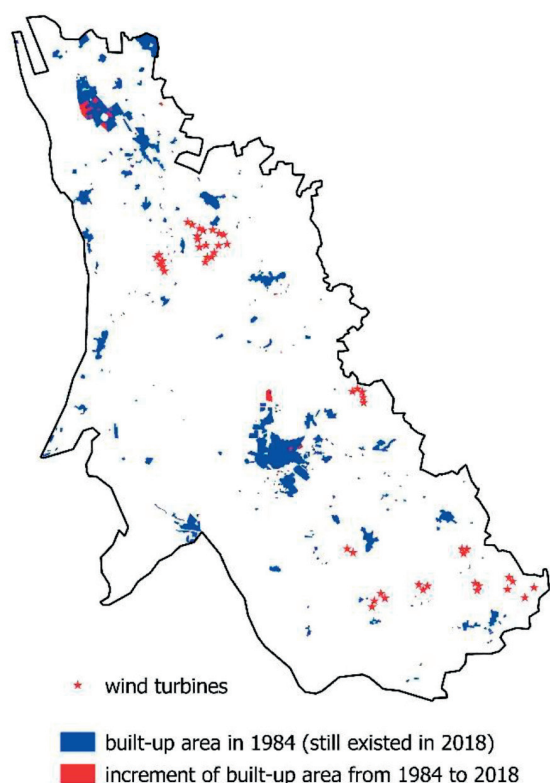 wind turbines
built-up area in 1984 (still existed in 2018)
increment of built-up area from 1984 to 2018